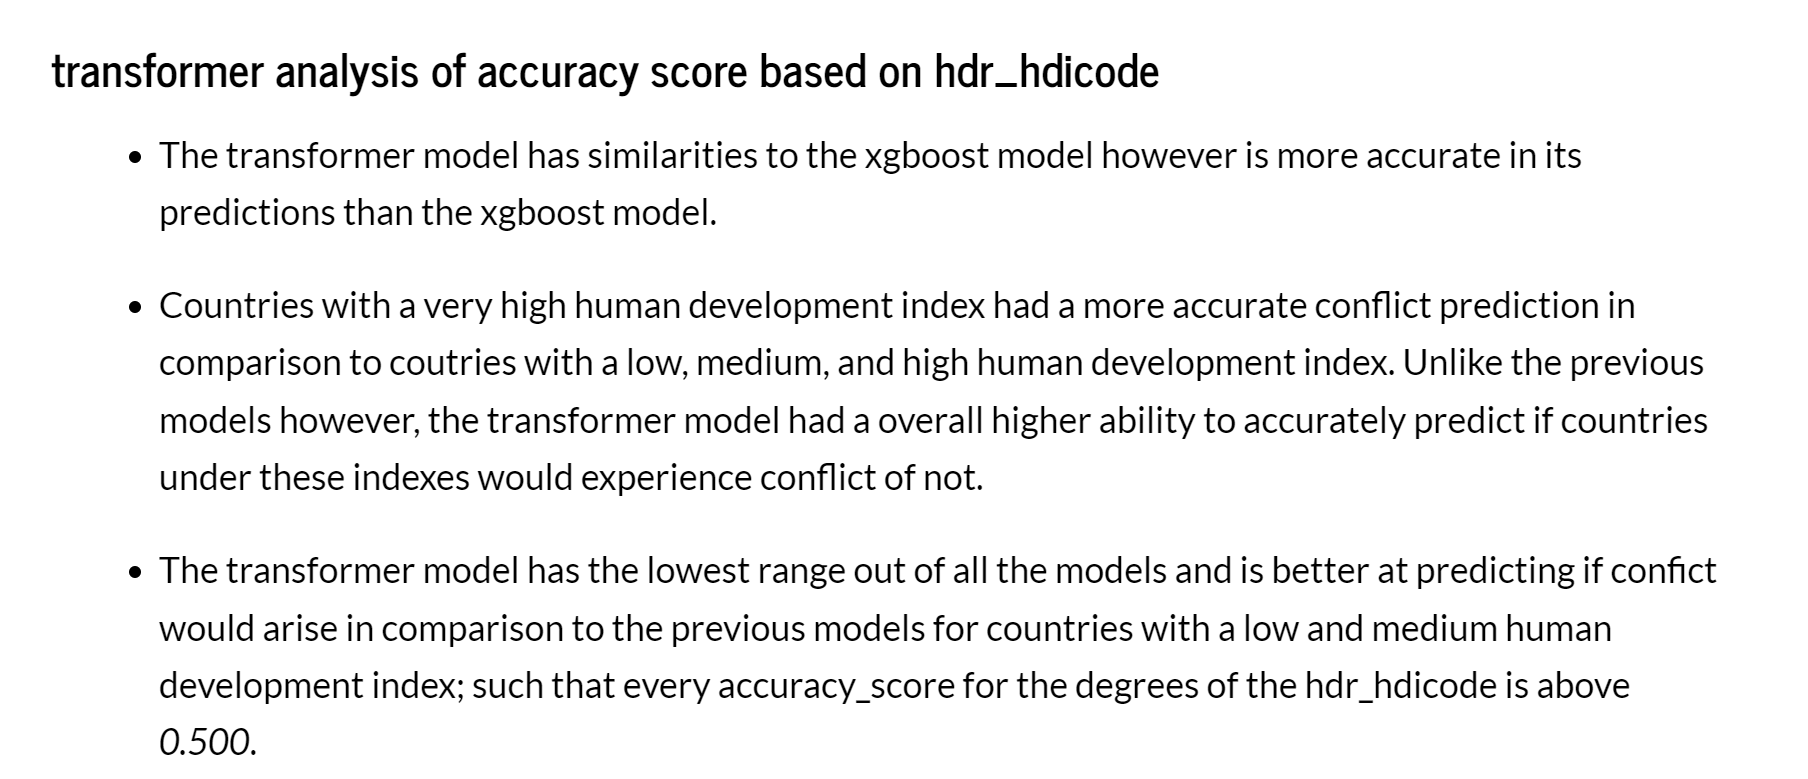 transformer analysis of accuracy score based on hdr_hdicode
• The transformer model has similarities to the xgboost model however is more accurate in its
predictions than the xgboost model.
• Countries with a very high human development index had a more accurate conflict prediction in
comparison to coutries with a low, medium, and high human development index. Unlike the previous
models however, the transformer model had a overall higher ability to accurately predict if countries
under these indexes would experience conflict of not.
• The transformer model has the lowest range out of all the models and is better at predicting if confict
would arise in comparison to the previous models for countries with a low and medium human
development index; such that every accuracy_score for the degrees of the hdr_hdicode is above
0.500.